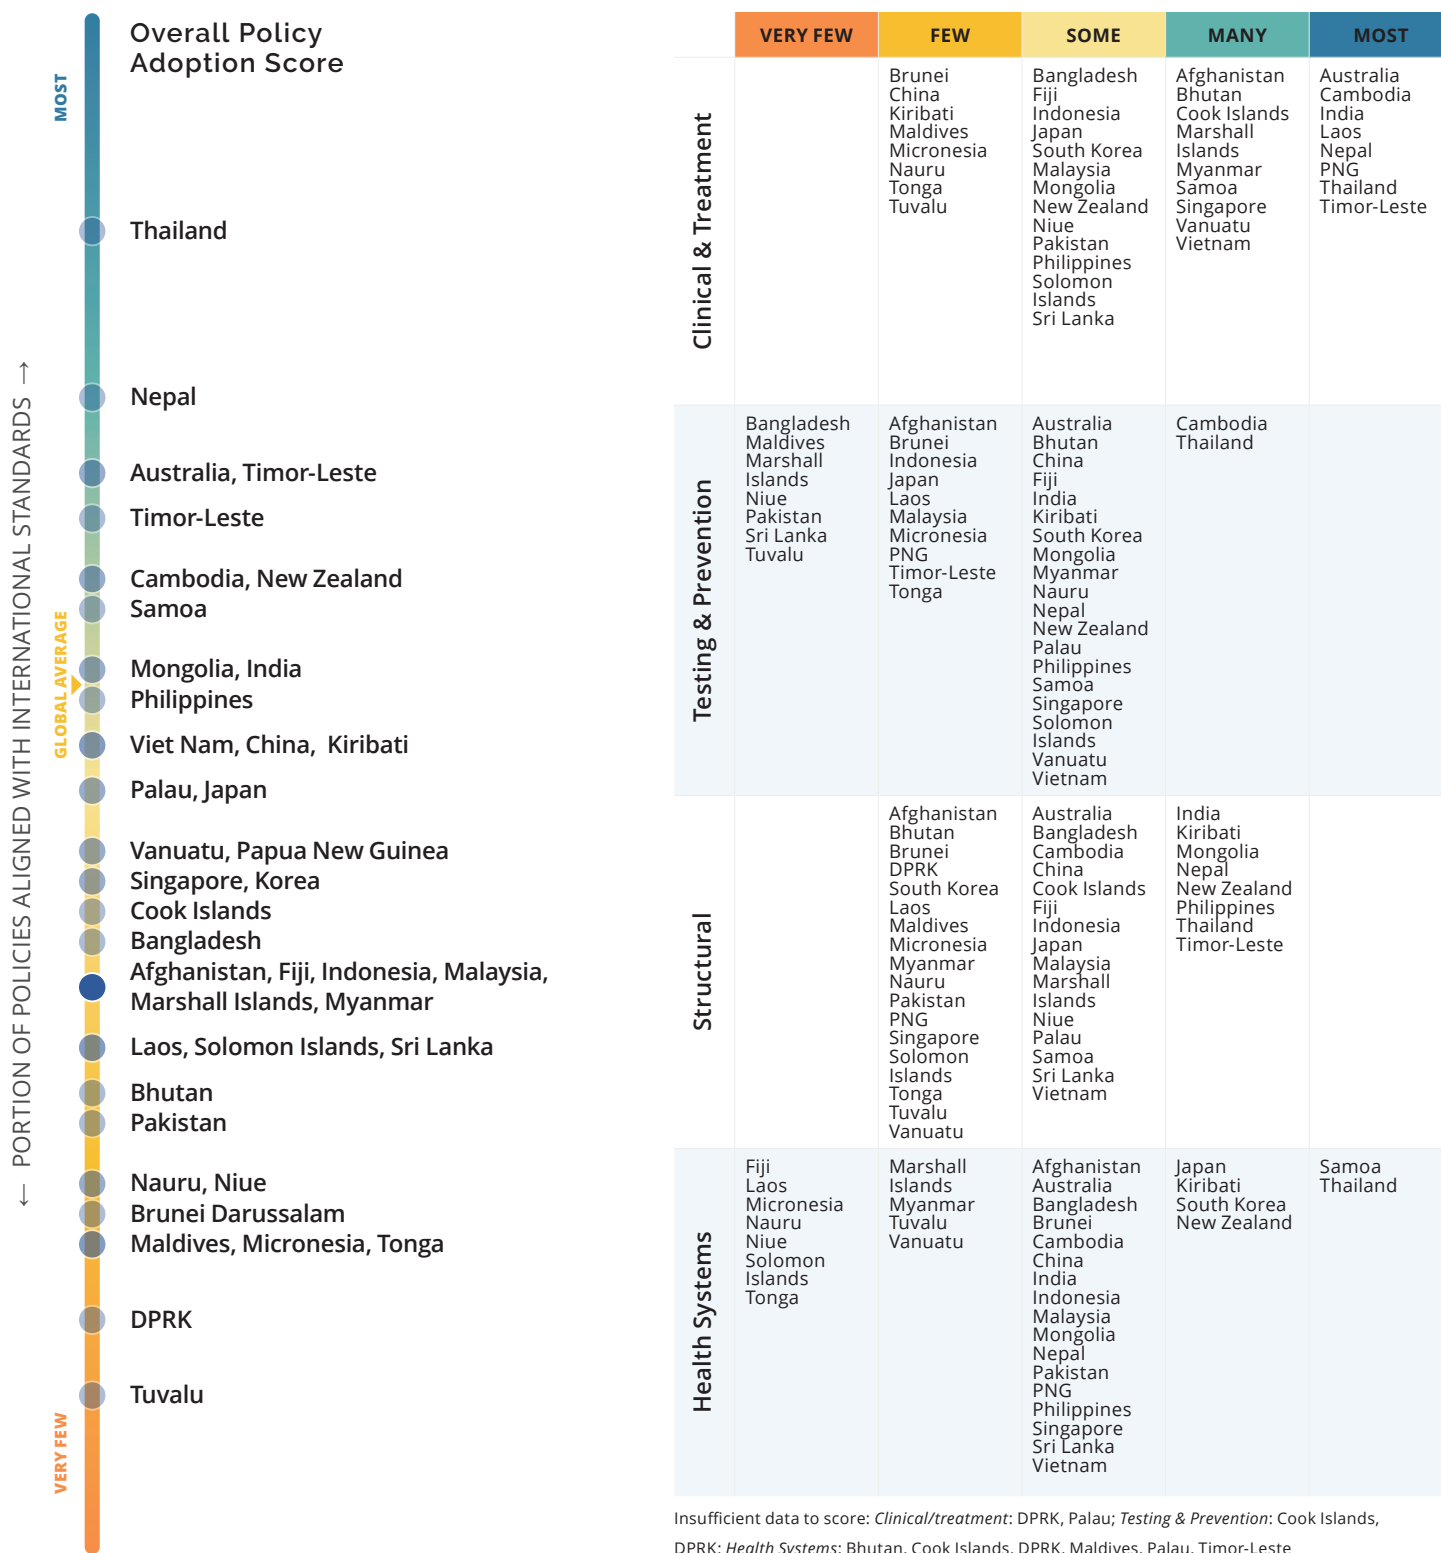 Overall Policy
Adoption Score
MOST
GLOBAL AVERAGE
VERY FEW
← PORTION OF POLICIES ALIGNED WITH INTERNATIONAL STANDARDS →
Thailand
Nepal
Australia, Timor-Leste
Timor-Leste
Cambodia, New Zealand
Samoa
Mongolia, India
Philippines
Viet Nam, China, Kiribati
Palau, Japan
Vanuatu, Papua New Guinea
Singapore, Korea
Cook Islands
Bangladesh
Afghanistan, Fiji, Indonesia, Malaysia,
Marshall Islands, Myanmar
Laos, Solomon Islands, Sri Lanka
Bhutan
Pakistan
Nauru, Niue
Brunei Darussalam
Maldives, Micronesia, Tonga
DPRK
Tuvalu
VERY FEW
FEW
SOME
MANY
MOST
Clinical & Treatment
Brunei
China
Kiribati
Maldives
Micronesia
Nauru
Tonga
Tuvalu
Bangladesh
Fiji
Indonesia
Japan
South Korea
Malaysia
Mongolia
New Zealand
Niue
Pakistan
Philippines
Solomon
Islands
Sri Lanka
Afghanistan
Bhutan
Cook Islands
Marshall
Islands
Myanmar
Samoa
Singapore
Vanuatu
Vietnam
Australia
Cambodia
India
Laos
Nepal
PNG
Thailand
Timor-Leste
Testing & Prevention
Bangladesh
Maldives
Marshall
Islands
Niue
Pakistan
Sri Lanka
Tuvalu
Afghanistan
Brunei
Indonesia
Japan
Laos
Malaysia
Micronesia
PNG
Timor-Leste
Tonga
Australia
Bhutan
China
Fiji
India
Kiribati
South Korea
Mongolia
Myanmar
Nauru
Nepal
New Zealand
Palau
Philippines
Samoa
Singapore
Solomon
Islands
Vanuatu
Vietnam
Cambodia
Thailand
Structural
Afghanistan
Bhutan
Brunei
DPRK
South Korea
Laos
Maldives
Micronesia
Myanmar
Nauru
Pakistan
PNG
Singapore
Solomon
Islands
Tonga
Tuvalu
Vanuatu
Australia
Bangladesh
Cambodia
China
Cook Islands
Fiji
Indonesia
Japan
Malaysia
Marshall
Islands
Niue
Palau
Samoa
Sri Lanka
Vietnam
India
Kiribati
Mongolia
Nepal
New Zealand
Philippines
Thailand
Timor-Leste
Health Systems
Fiji
Laos
Micronesia
Nauru
Niue
Solomon
Islands
Tonga
Marshall
Islands
Myanmar
Tuvalu
Vanuatu
Afghanistan
Australia
Bangladesh
Brunei
Cambodia
China
India
Indonesia
Malaysia
Mongolia
Nepal
Pakistan
PNG
Philippines
Singapore
Sri Lanka
Vietnam
Japan
Kiribati
South Korea
New Zealand
Samoa
Thailand
Insufficient data to score: Clinical/treatment: DPRK, Palau; Testing & Prevention: Cook Islands,
DPRK; Health Systems: Bhutan, Cook Islands, DPRK, Maldives, Palau, Timor-Leste